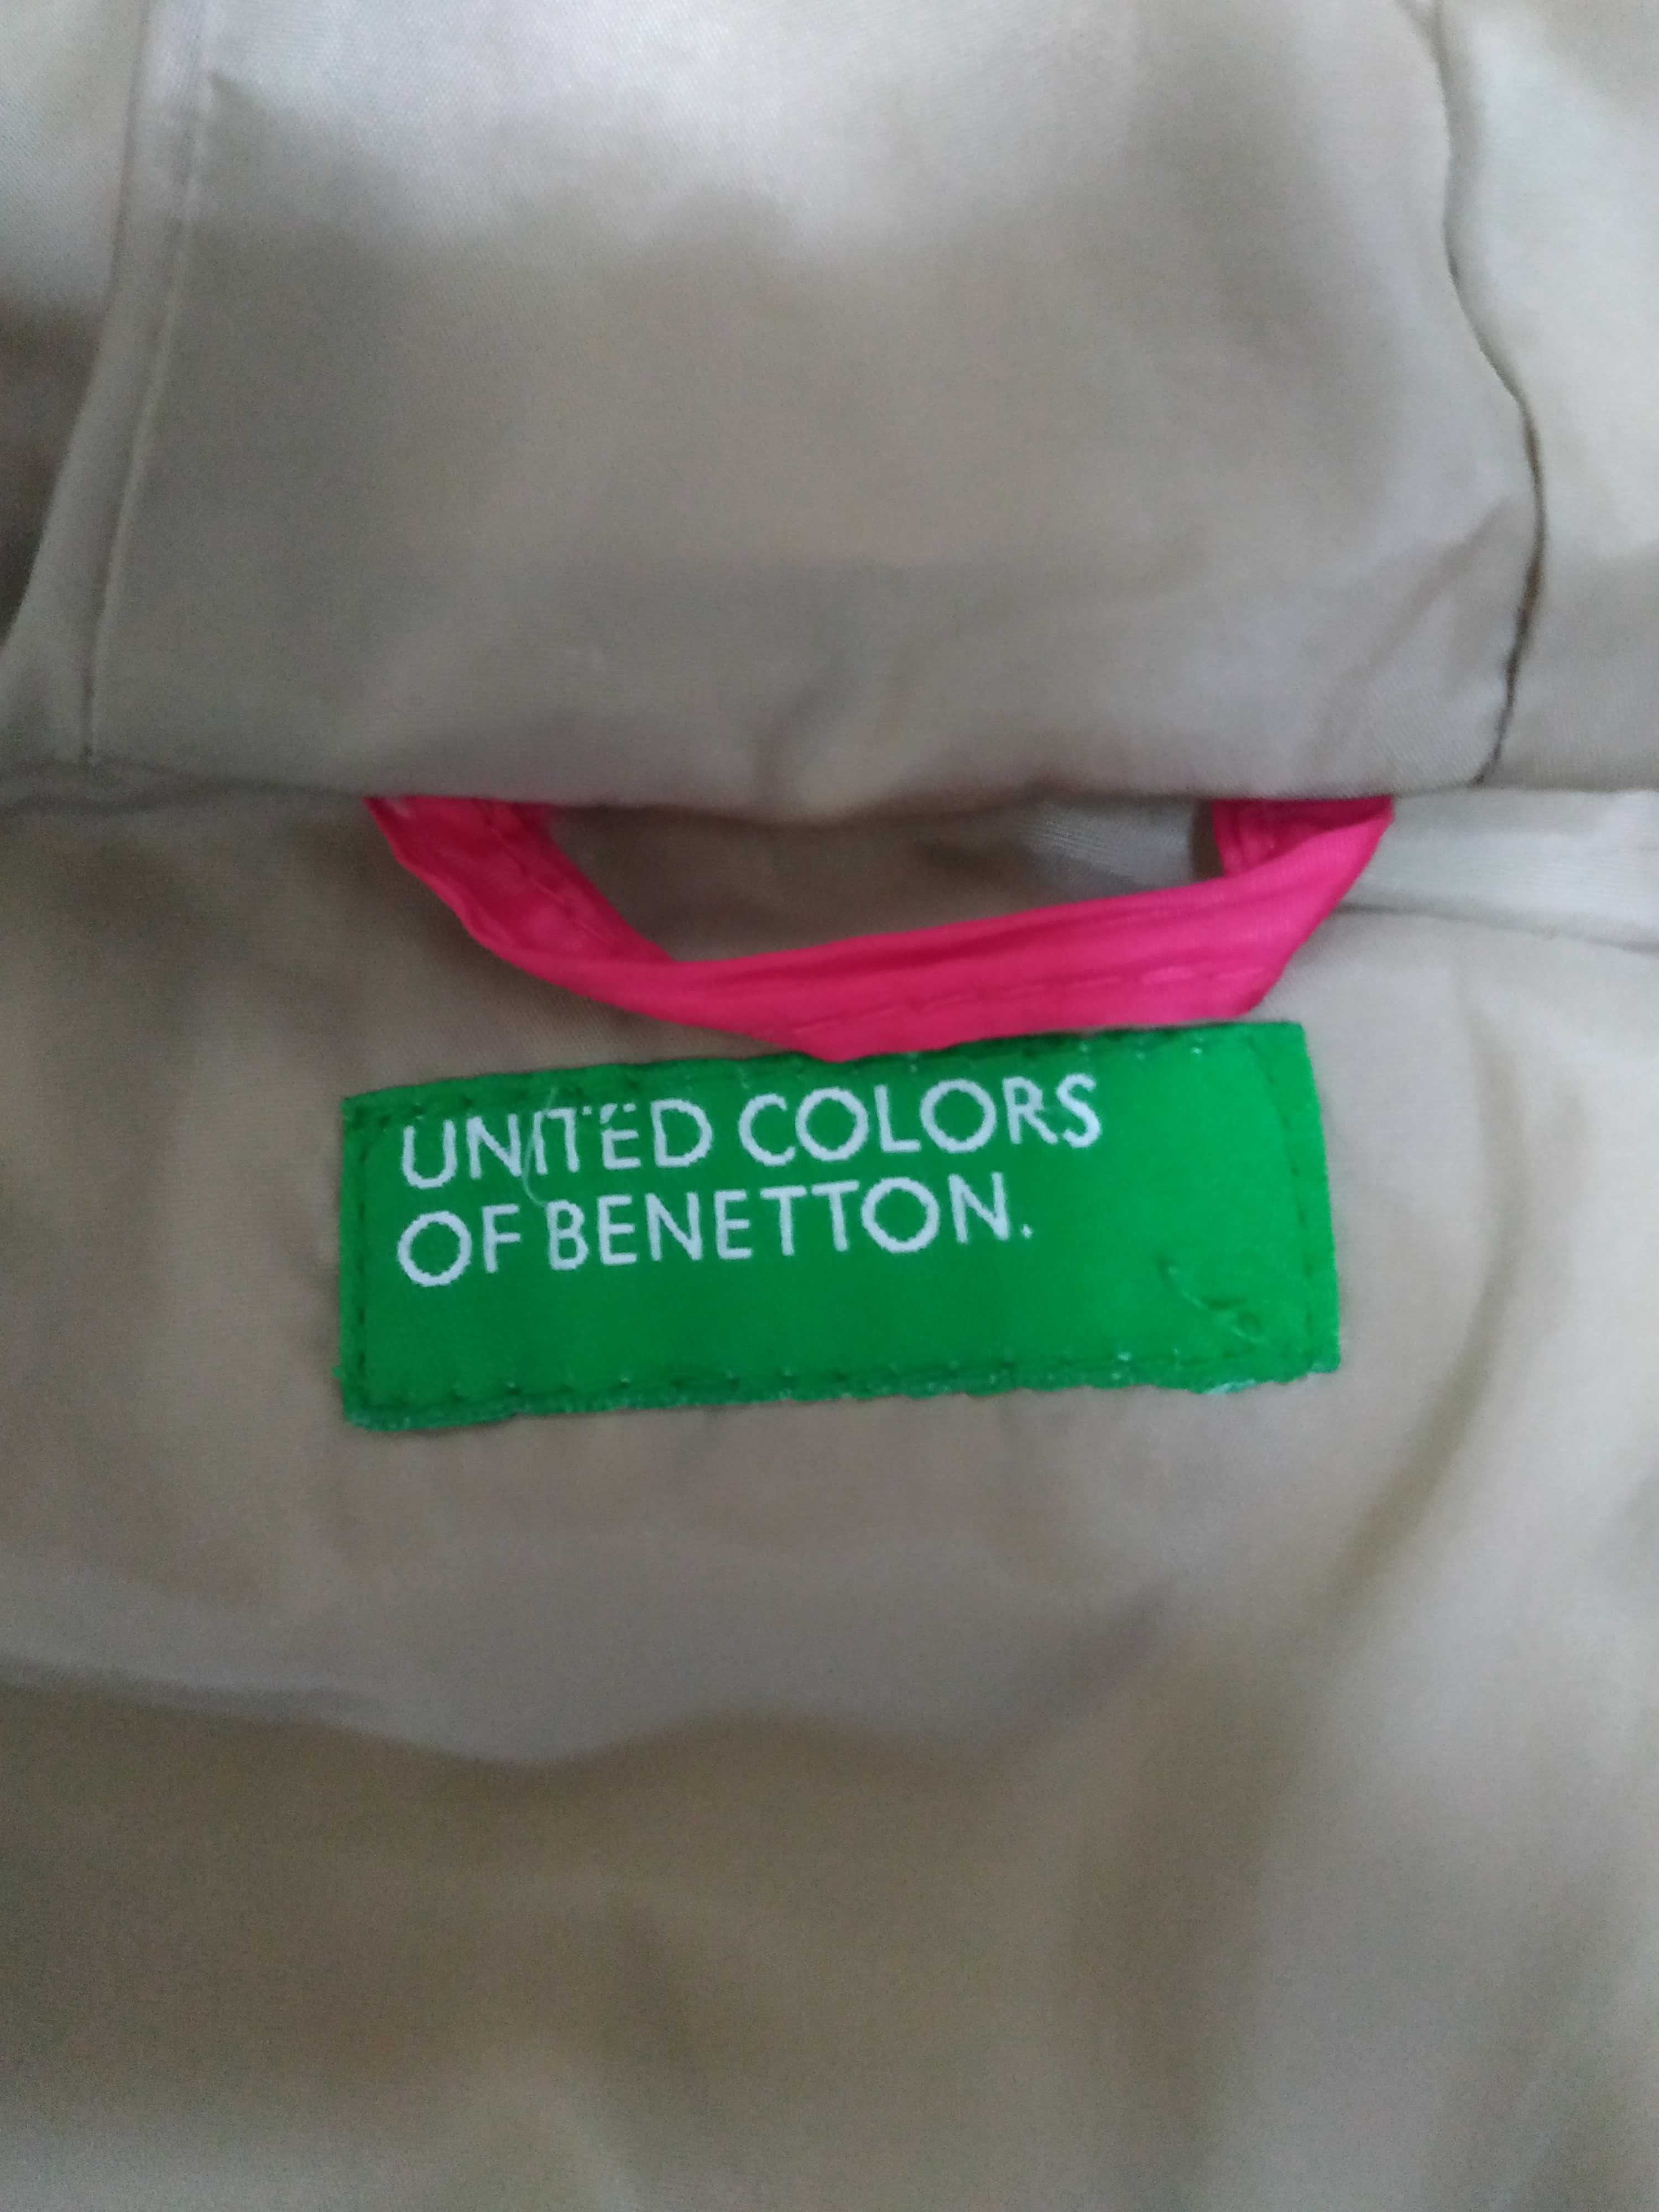 UNITED COLORS
OF BENETTON.